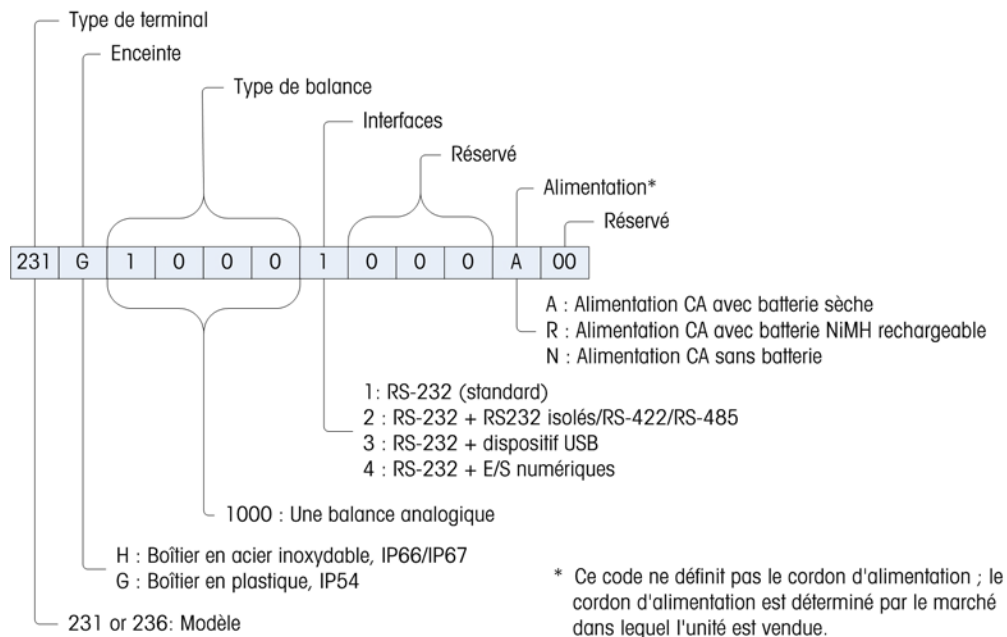 Type de terminal
Enceinte
Type de balance
Interfaces
Réservé
Alimentation*
Réservé
231 G 1 0 0 0 1 0 0 0 A 00
A : Alimentation CA avec batterie sèche
R : Alimentation CA avec batterie NiMH rechargeable
N : Alimentation CA sans batterie
1: RS-232 (standard)
2 : RS-232 + RS232 isolés/RS-422/RS-485
3 : RS-232 + dispositif USB
4 : RS-232 + E/S numériques
1000 : Une balance analogique
H : Boîtier en acier inoxydable, IP66/IP67
G : Boîtier en plastique, IP54
231 or 236: Modèle
* Ce code ne définit pas le cordon d'alimentation ; le
cordon d'alimentation est déterminé par le marché
dans lequel l'unité est vendue.